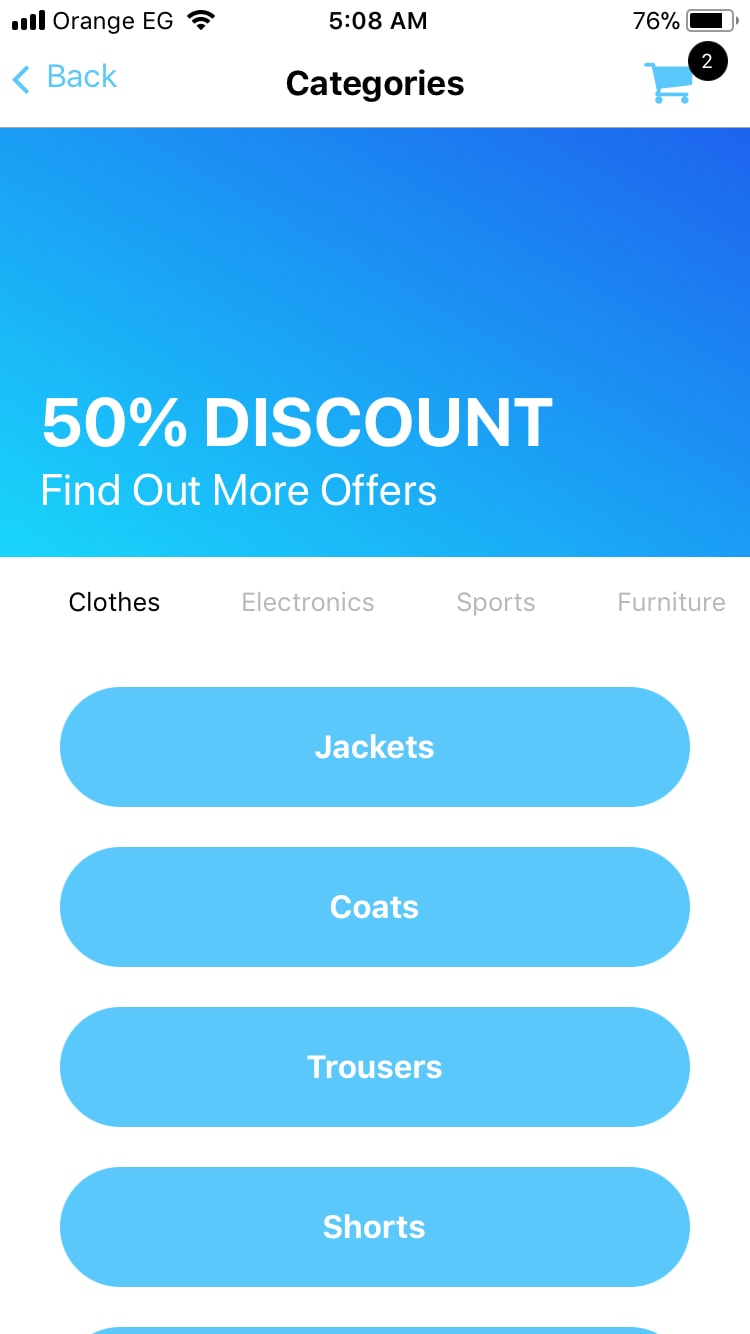 Orange EG 5:08 AM 76%
Back Categories 2
50% DISCOUNT
Find Out More Offers
Clothes Electronics Sports Furniture
Jackets
Coats
Trousers
Shorts